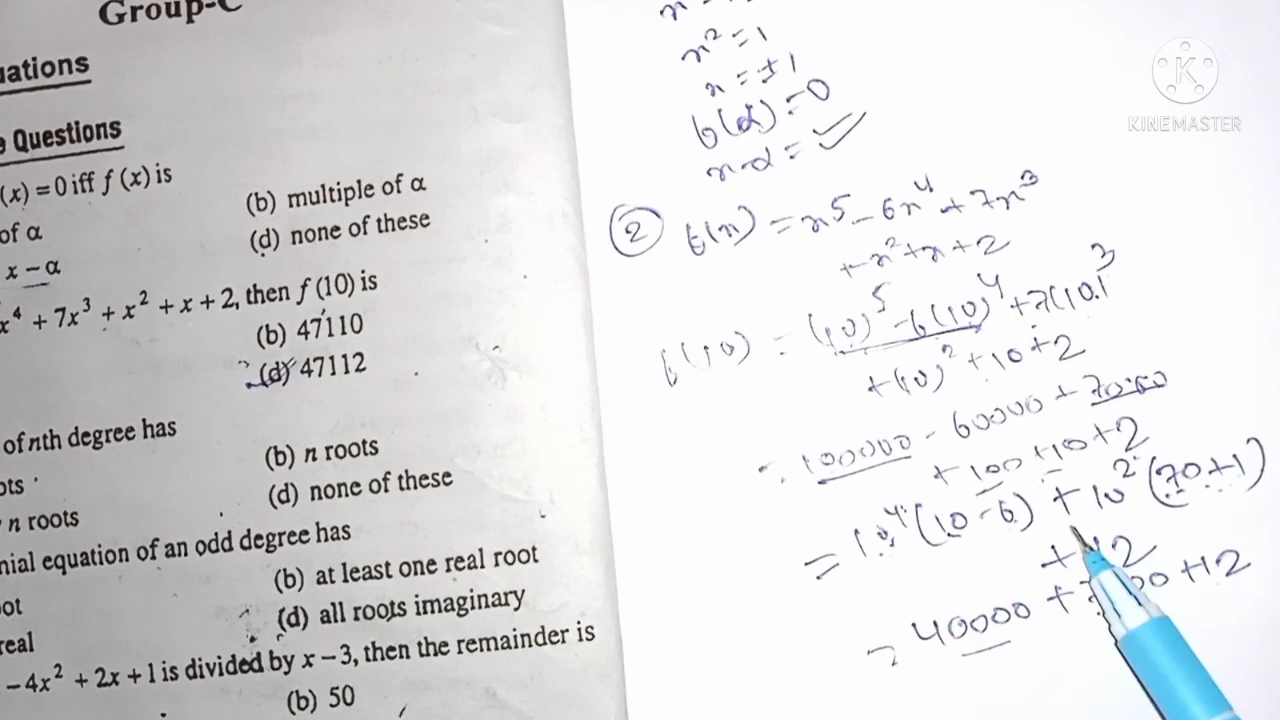 Group-C
uations
e Questions
(x) = 0 iff f (x) is
(b) multiple of α
of α
(d) none of these
x − α
x⁴ + 7x³ + x² + x + 2, then f (10) is
(b) 47110
(d) 47112
of nth degree has
(b) n roots
ots
(d) none of these
n roots
nial equation of an odd degree has
(b) at least one real root
oot
(d) all roots imaginary
real
− 4x² + 2x + 1 is divided by x − 3, then the remainder is
(b) 50
x² = 1
x = ± 1
f(α) = 0
x-α =
② f(x) = x⁵ - 6x⁴ + 7x³
+ x² + x + 2
f(10) = (10)⁵ - 6(10)⁴ + 7(10)³
+ (10)² + 10 + 2
= 100000 - 60000 + 7000
+ 100 + 10 + 2
= 10⁴(10 - 6) + 10²(70 + 1)
+ 12
= 40000 + 00 + 12
K
KINEMASTER